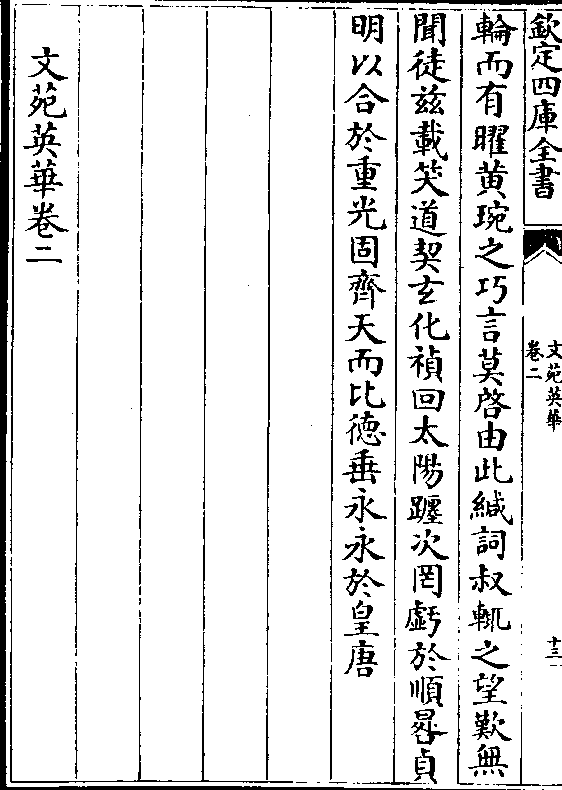 欽定四庫全書
文苑英華
卷二
十三
輪而有曜黄琬之巧言莫啓由此緘詞叔輒之望歎無
聞徒兹載笑道契𤣥化禎回太陽躔次罔虧於順晷貞
明以合於重光固齊天而比德垂永永於皇唐
文苑英華卷二